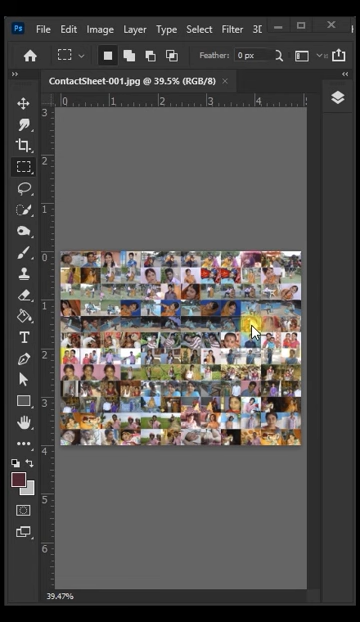 Ps File Edit Image Layer Type Select Filter 3D
Feather: 0 px
ContactSheet-001.jpg @ 39.5% (RGB/8) ×
0 1 2 3 4
3
2
1
0
1
2
3
4
5
6
T
39.47%